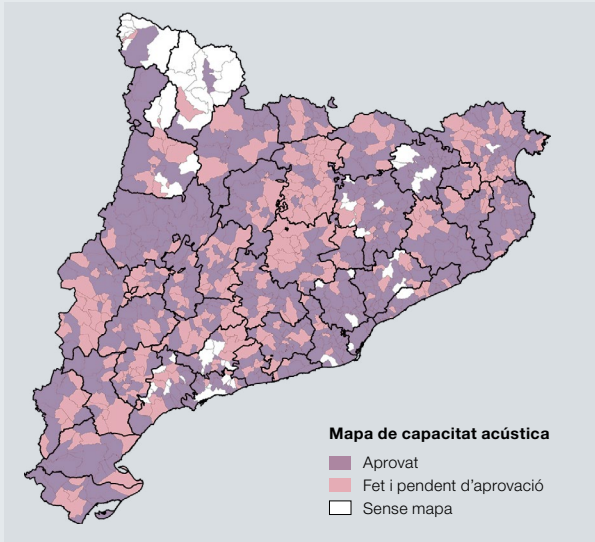 Mapa de capacitat acústica
Aprovat
Fet i pendent d'aprovació
Sense mapa